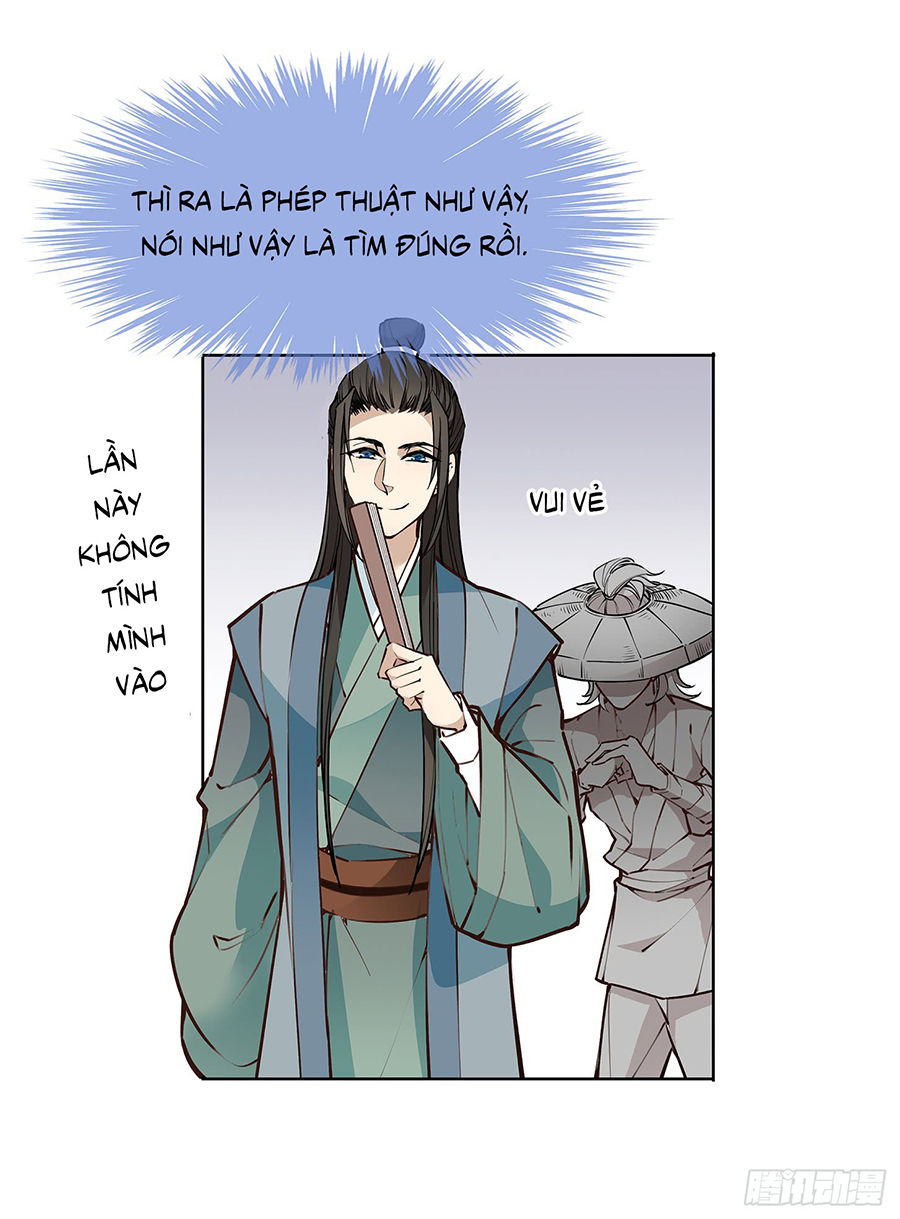 THÌ RA LÀ PHÉP THUẬT NHƯ VẬY,
NÓI NHƯ VẬY LÀ TÌM ĐÚNG RỒI.
LẦN
NÀY
KHÔNG
TÍNH
MÌNH
VÀO
VUI VẺ
腾讯动漫